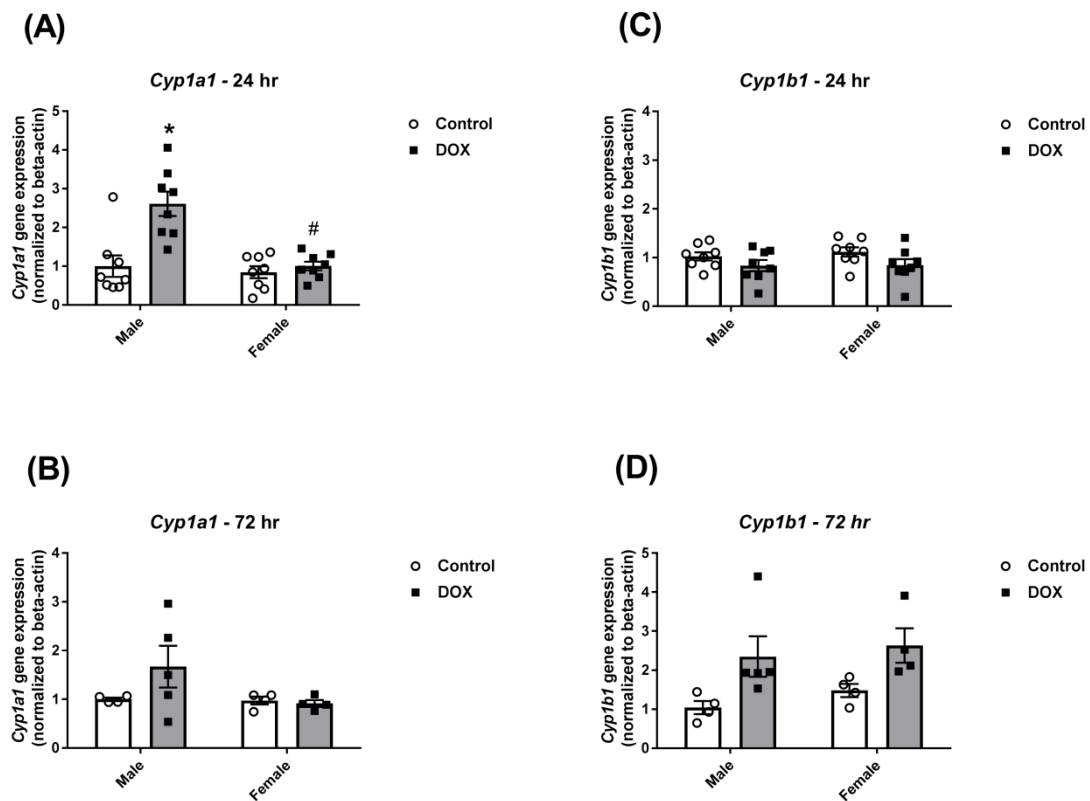 (A)
Cyp1a1 - 24 hr
Cyp1a1 gene expression
(normalized to beta-actin)
5
4
3
2
1
0
*
#
Male
Female
Control
DOX
(C)
Cyp1b1 - 24 hr
Cyp1b1 gene expression
(normalized to beta-actin)
4
3
2
1
0
Male
Female
Control
DOX
(B)
Cyp1a1 - 72 hr
Cyp1a1 gene expression
(normalized to beta-actin)
4
3
2
1
0
Male
Female
Control
DOX
(D)
Cyp1b1 - 72 hr
Cyp1b1 gene expression
(normalized to beta-actin)
5
4
3
2
1
0
Male
Female
Control
DOX